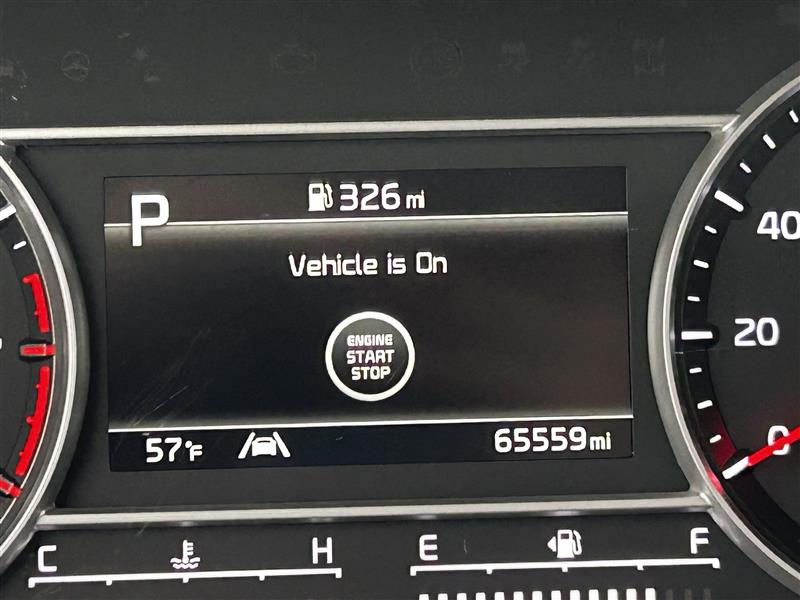 326 mi
P
Vehicle is On
ENGINE
START
STOP
57°F
65559 mi
40
20
0
C
H
E
F